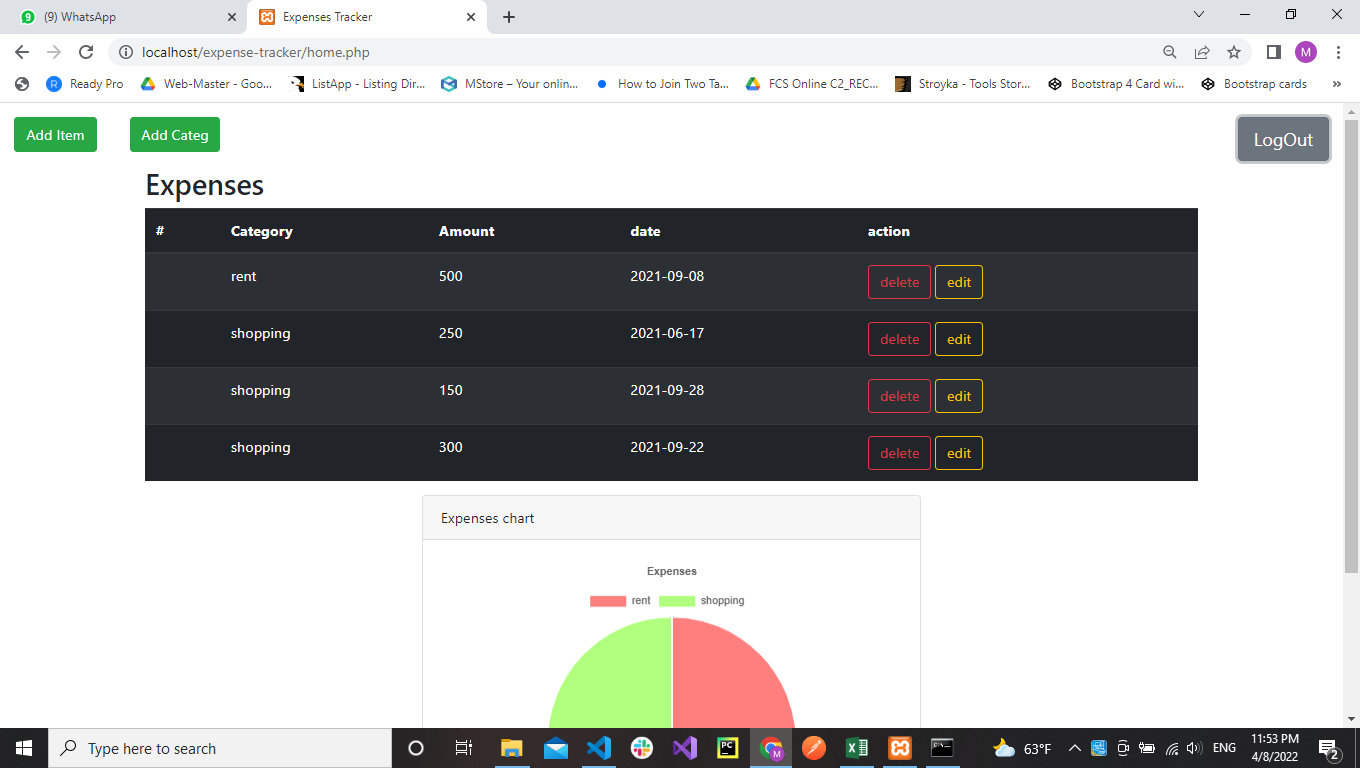 (9) WhatsApp
Expenses Tracker
localhost/expense-tracker/home.php
M
R Ready Pro
Web-Master - Goo...
ListApp - Listing Dir...
MStore – Your onlin...
How to Join Two Ta...
FCS Online C2_REC...
Stroyka - Tools Stor...
Bootstrap 4 Card wi...
Bootstrap cards
»
Add Item
Add Categ
LogOut
Expenses
# Category Amount date action
rent 500 2021-09-08 delete edit
shopping 250 2021-06-17 delete edit
shopping 150 2021-09-28 delete edit
shopping 300 2021-09-22 delete edit
Expenses chart
Expenses
rent shopping
Type here to search
PC
M
63°F
ENG
11:53 PM
4/8/2022
2